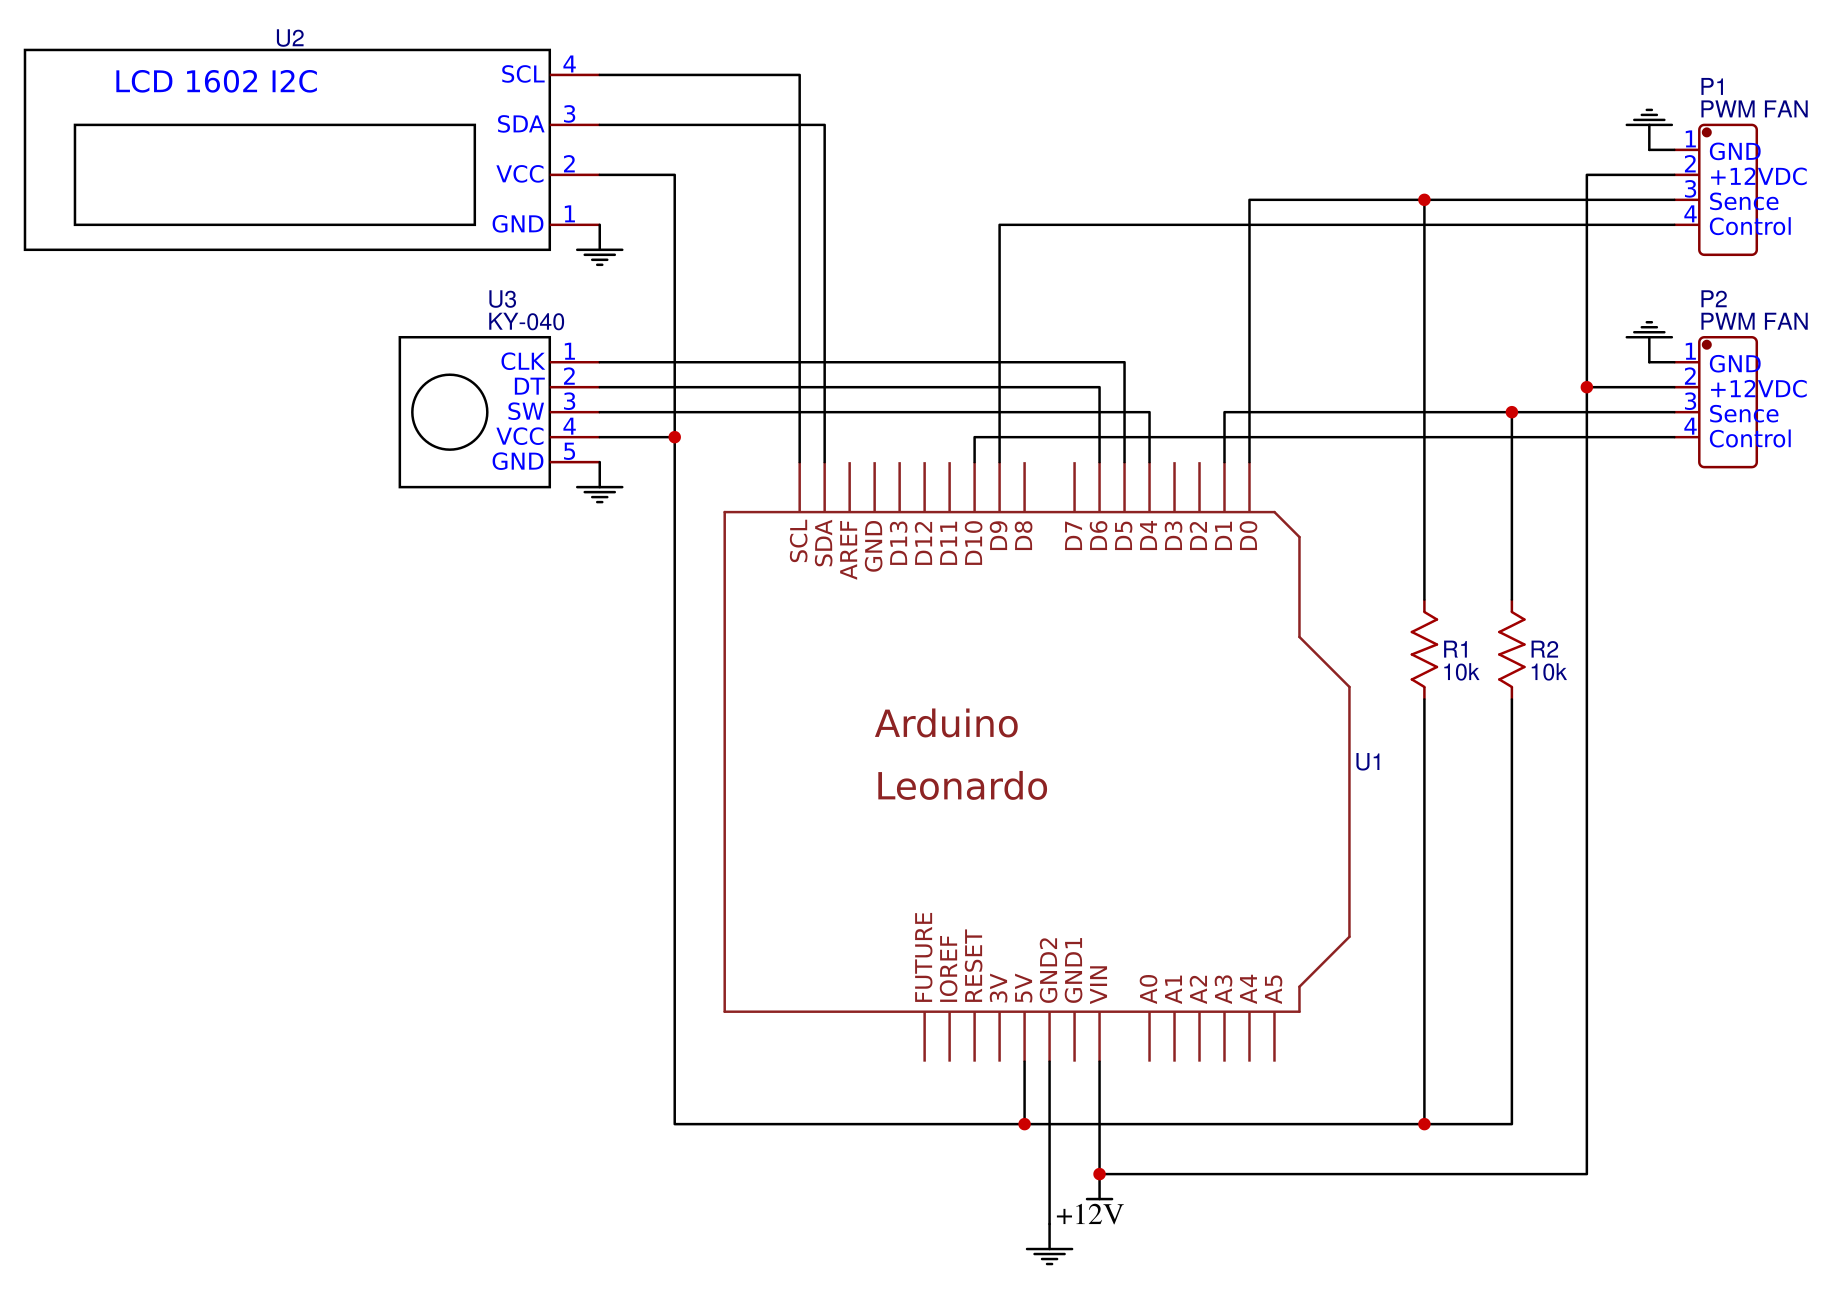 U2
LCD 1602 I2C
SCL 4
SDA 3
VCC 2
GND 1
U3
KY-040
CLK 1
DT 2
SW 3
VCC 4
GND 5
P1
PWM FAN
1 GND
2 +12VDC
3 Sence
4 Control
P2
PWM FAN
1 GND
2 +12VDC
3 Sence
4 Control
SCL
SDA
AREF
GND
D13
D12
D11
D10
D9
D8
D7
D6
D5
D4
D3
D2
D1
D0
Arduino
Leonardo
U1
R1
10k
R2
10k
FUTURE
IOREF
RESET
3V
5V
GND2
GND1
VIN
A0
A1
A2
A3
A4
A5
+12V